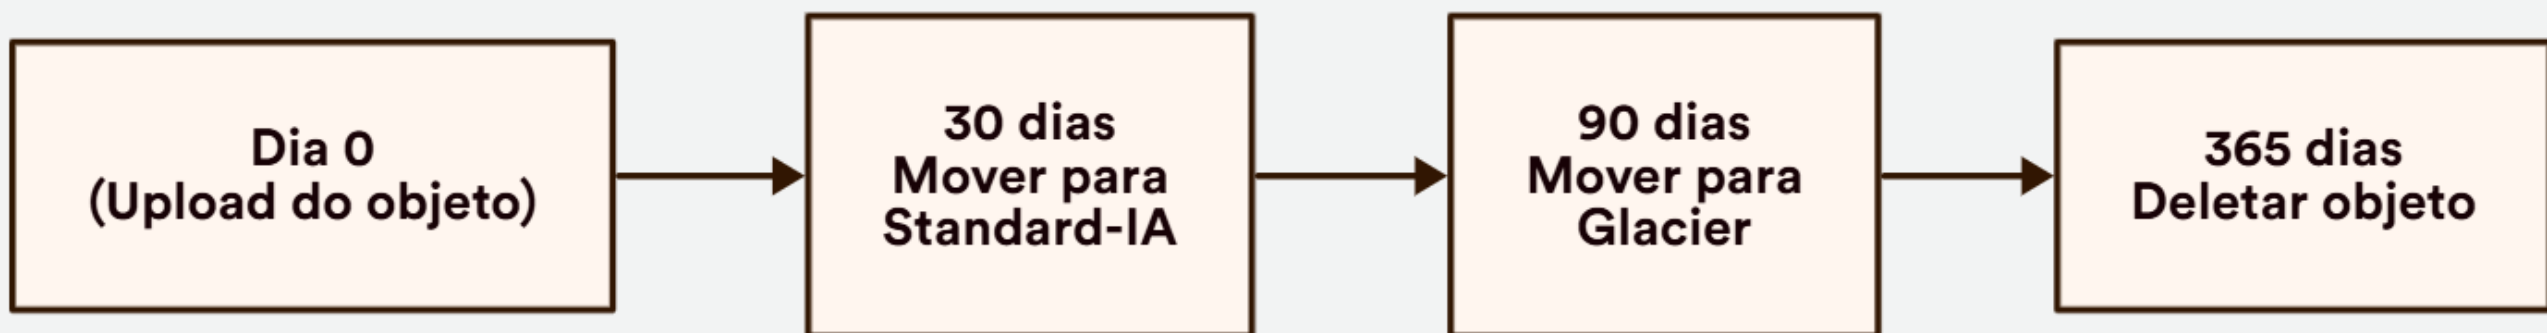 Dia 0
(Upload do objeto)
30 dias
Mover para
Standard-IA
90 dias
Mover para
Glacier
365 dias
Deletar objeto